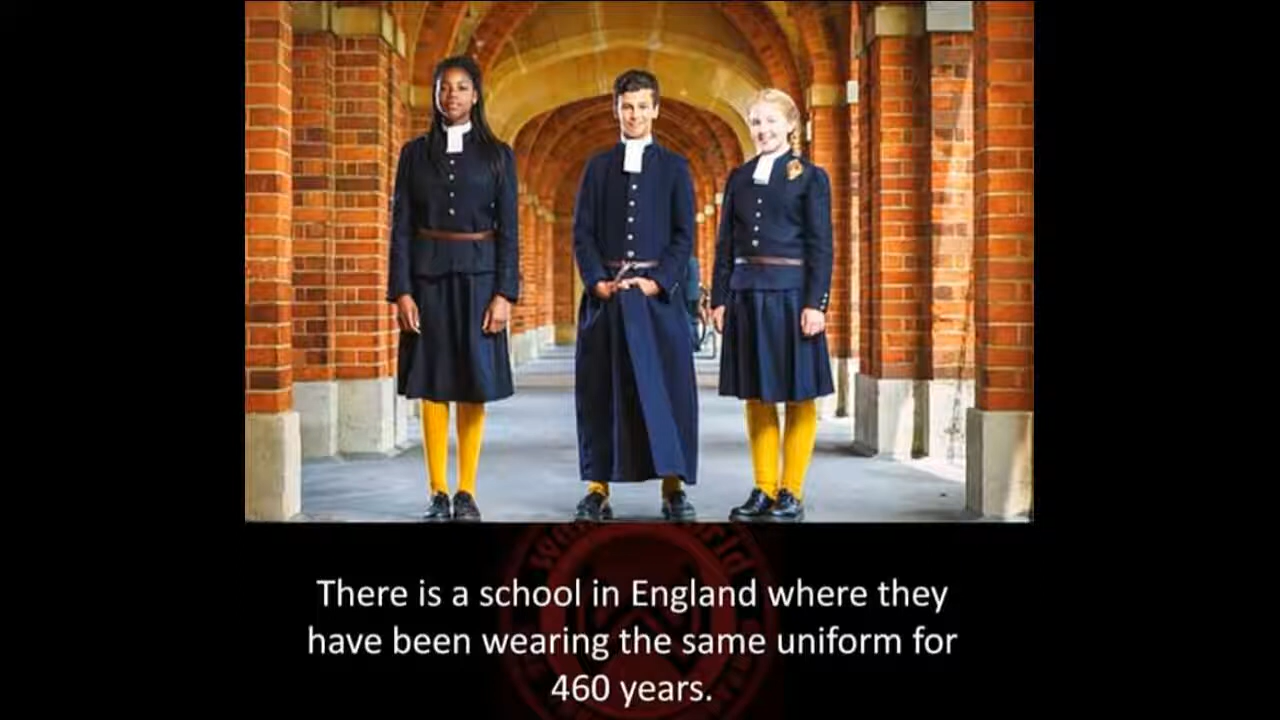 There is a school in England where they
have been wearing the same uniform for
460 years.